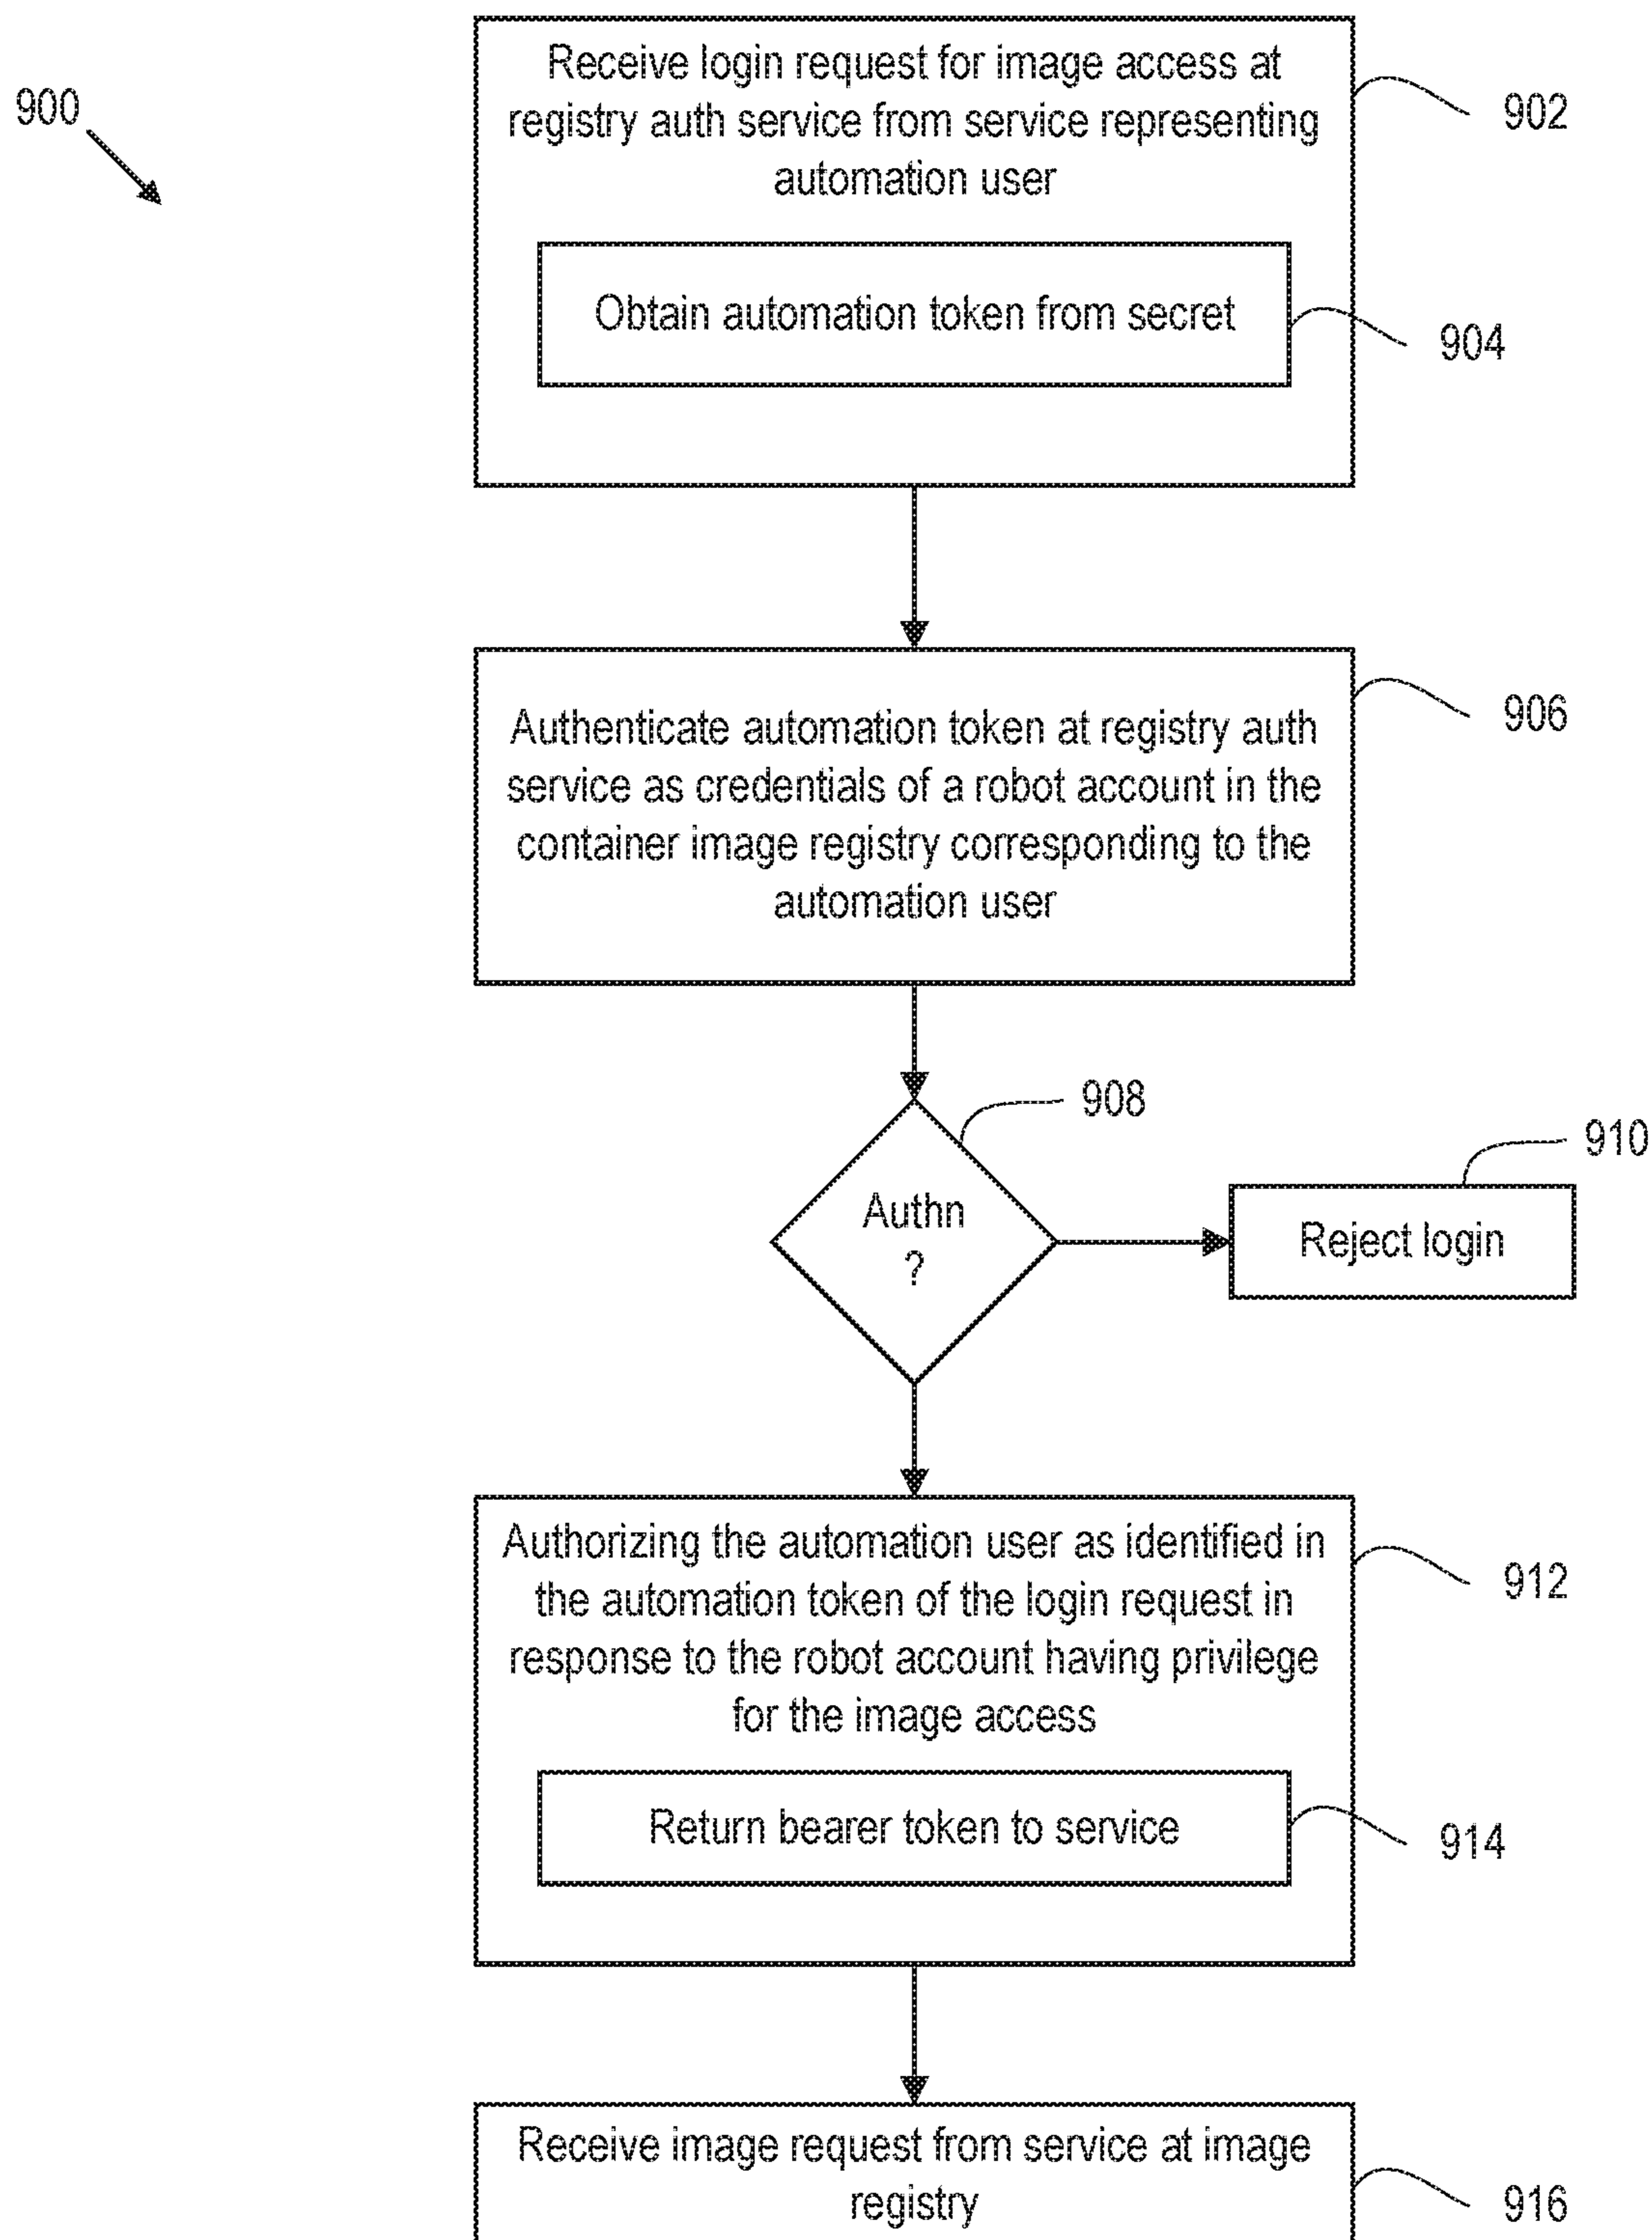 900
Receive login request for image access at
registry auth service from service representing
automation user
902
Obtain automation token from secret
904
Authenticate automation token at registry auth
service as credentials of a robot account in the
container image registry corresponding to the
automation user
906
908
Authn
?
910
Reject login
Authorizing the automation user as identified in
the automation token of the login request in
response to the robot account having privilege
for the image access
912
Return bearer token to service
914
Receive image request from service at image
registry
916